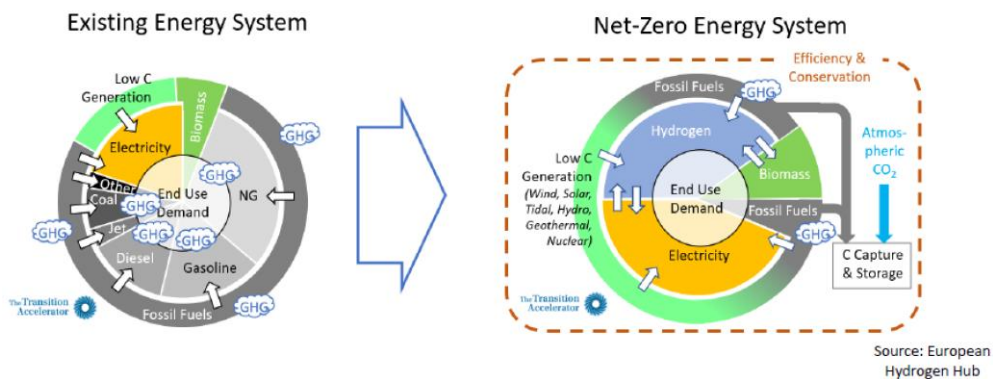 Existing Energy System
Low C
Generation
Biomass
GHG
Electricity
GHG
Other
End Use
Demand
NG
Coal
GHG
GHG
Jet
GHG
GHG
Diesel
Gasoline
The Transition
Accelerator
Fossil Fuels
GHG
Net-Zero Energy System
Efficiency &
Conservation
Fossil Fuels
GHG
Hydrogen
Atmos-
pheric
CO2
Low C
Generation
(Wind, Solar,
Tidal, Hydro,
Geothermal,
Nuclear)
Biomass
End Use
Demand
Fossil Fuels
GHG
Electricity
C Capture
& Storage
The Transition
Accelerator
Source: European
Hydrogen Hub